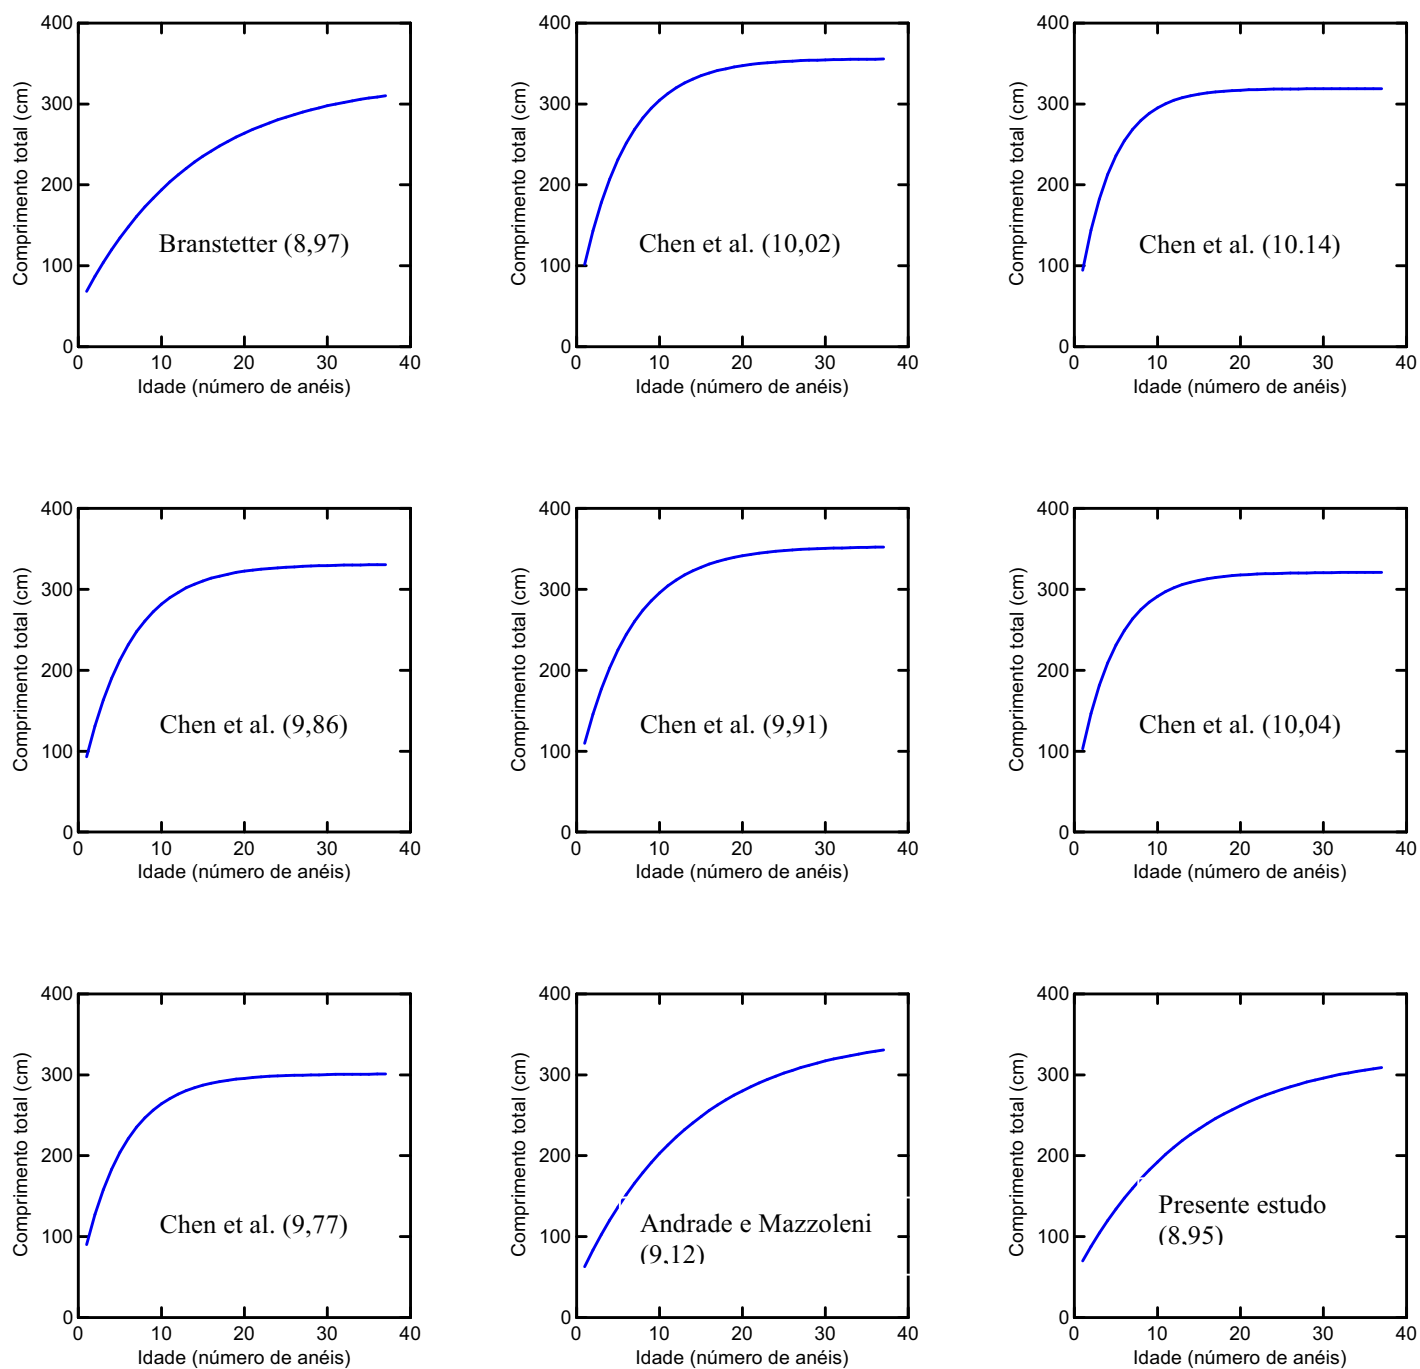 400
300
200
100
0
Comprimento total (cm)
Branstetter (8,97)
0 10 20 30 40
Idade (número de anéis)
400
300
200
100
0
Comprimento total (cm)
Chen et al. (10,02)
0 10 20 30 40
Idade (número de anéis)
400
300
200
100
0
Comprimento total (cm)
Chen et al. (10.14)
0 10 20 30 40
Idade (número de anéis)
400
300
200
100
0
Comprimento total (cm)
Chen et al. (9,86)
0 10 20 30 40
Idade (número de anéis)
400
300
200
100
0
Comprimento total (cm)
Chen et al. (9,91)
0 10 20 30 40
Idade (número de anéis)
400
300
200
100
0
Comprimento total (cm)
Chen et al. (10,04)
0 10 20 30 40
Idade (número de anéis)
400
300
200
100
0
Comprimento total (cm)
Chen et al. (9,77)
0 10 20 30 40
Idade (número de anéis)
400
300
200
100
0
Comprimento total (cm)
Andrade e Mazzoleni
(9,12)
0 10 20 30 40
Idade (número de anéis)
400
300
200
100
0
Comprimento total (cm)
Presente estudo
(8,95)
0 10 20 30 40
Idade (número de anéis)